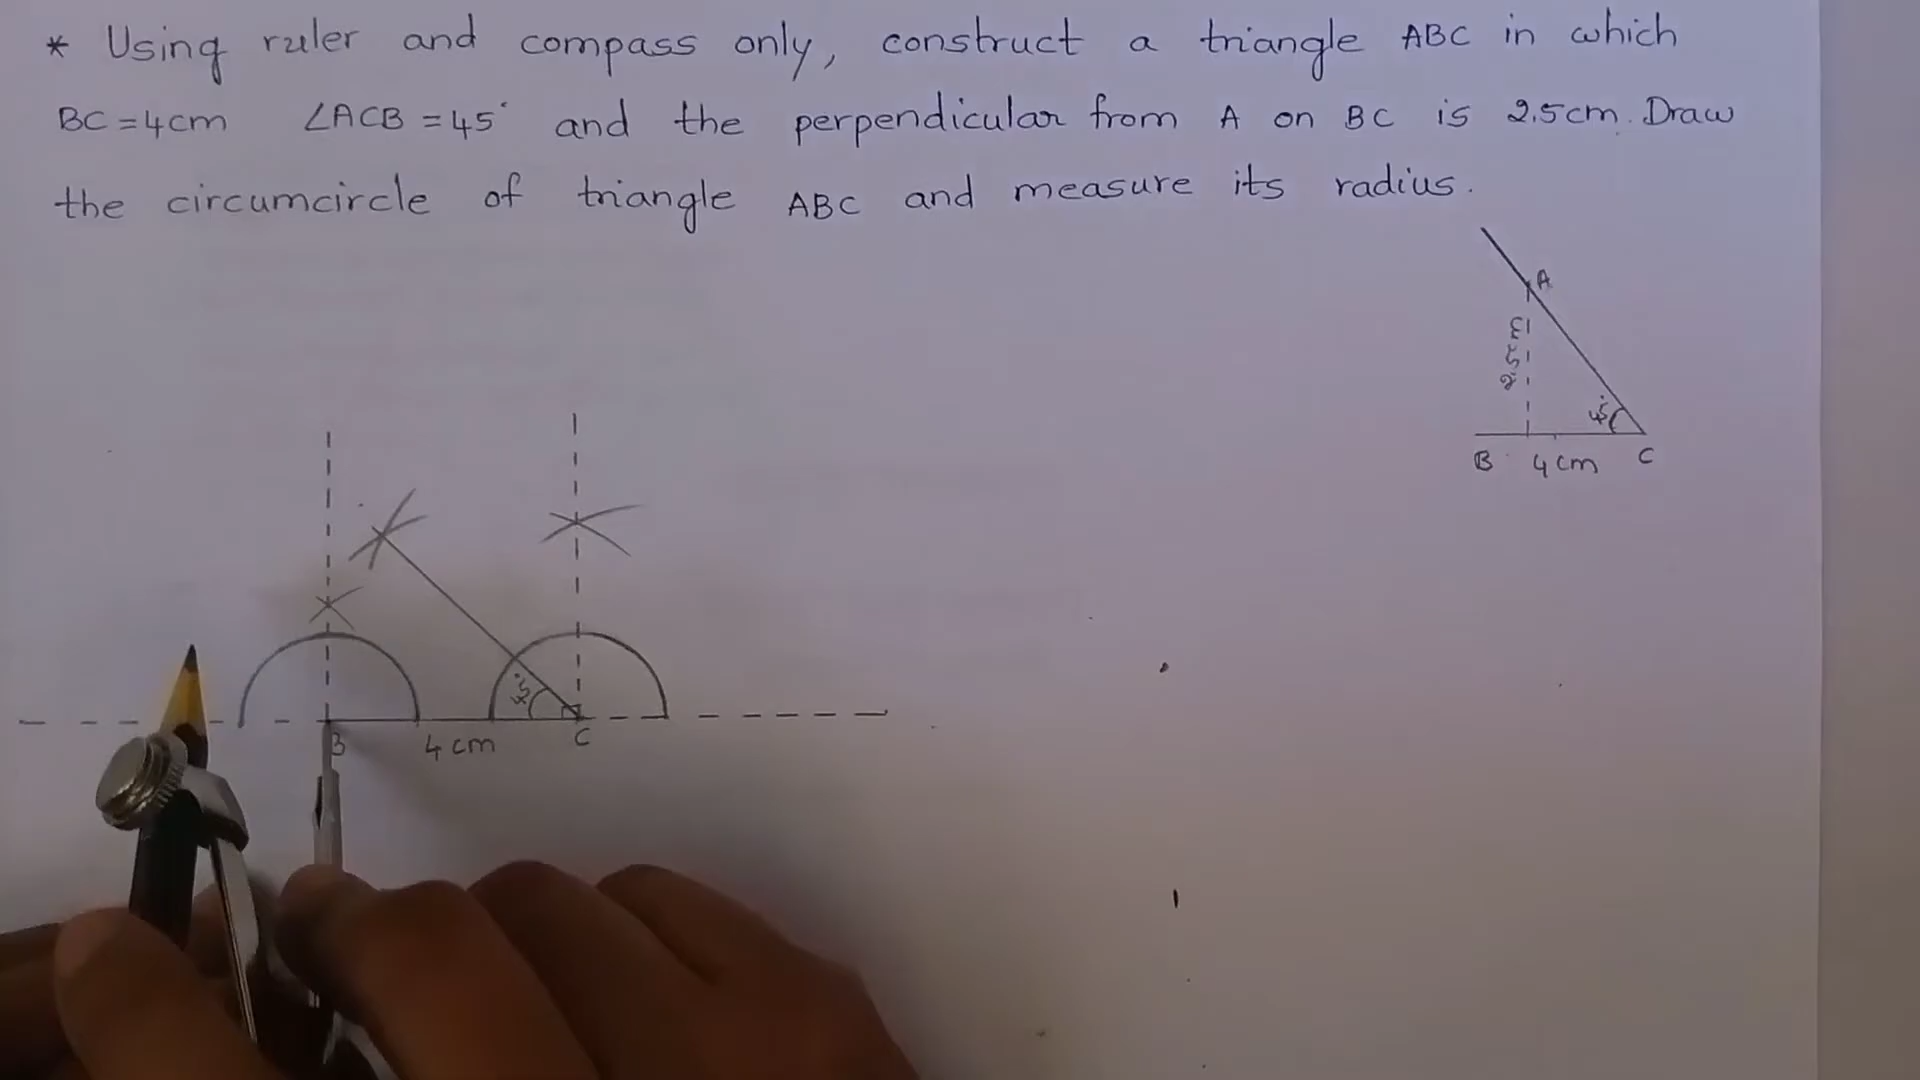 * Using ruler and compass only, construct a triangle ABC in which
BC = 4cm ∠ACB = 45° and the perpendicular from A on BC is 2.5cm. Draw
the circumcircle of triangle ABC and measure its radius.
A
2.5cm
45°
B 4cm C
45°
B 4cm C